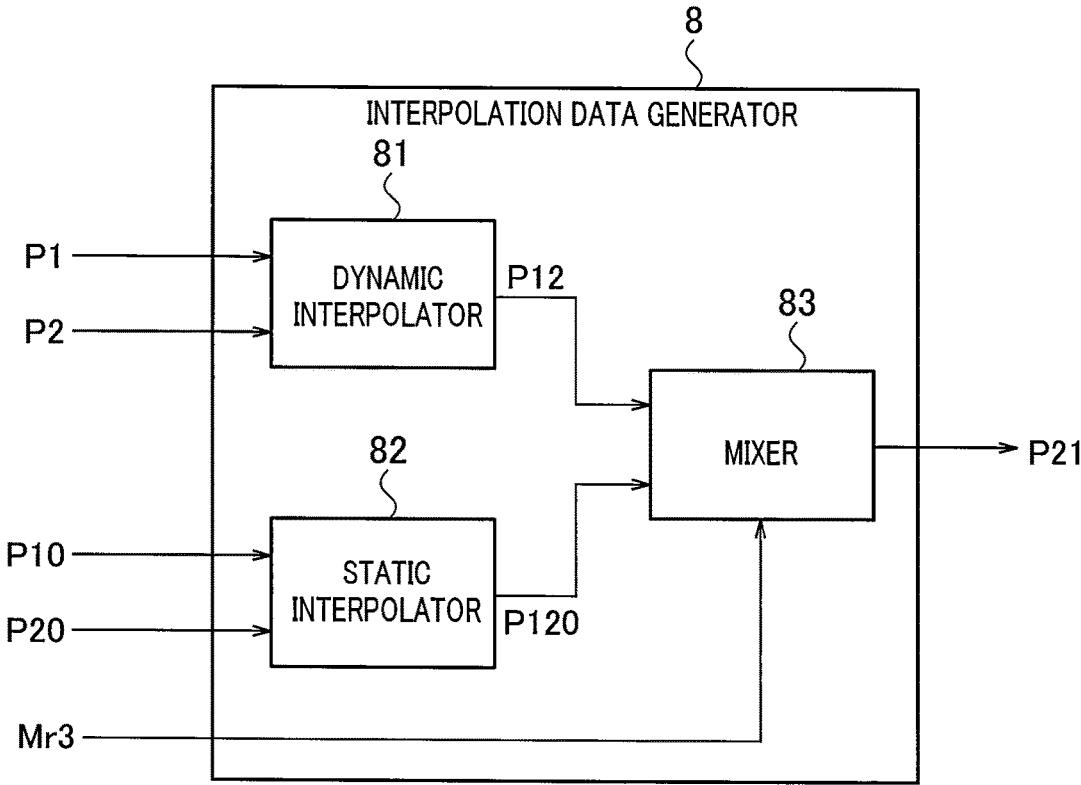 8
INTERPOLATION DATA GENERATOR
81
P1
DYNAMIC
INTERPOLATOR
P12
P2
83
MIXER
P21
82
P10
STATIC
INTERPOLATOR
P120
P20
Mr3